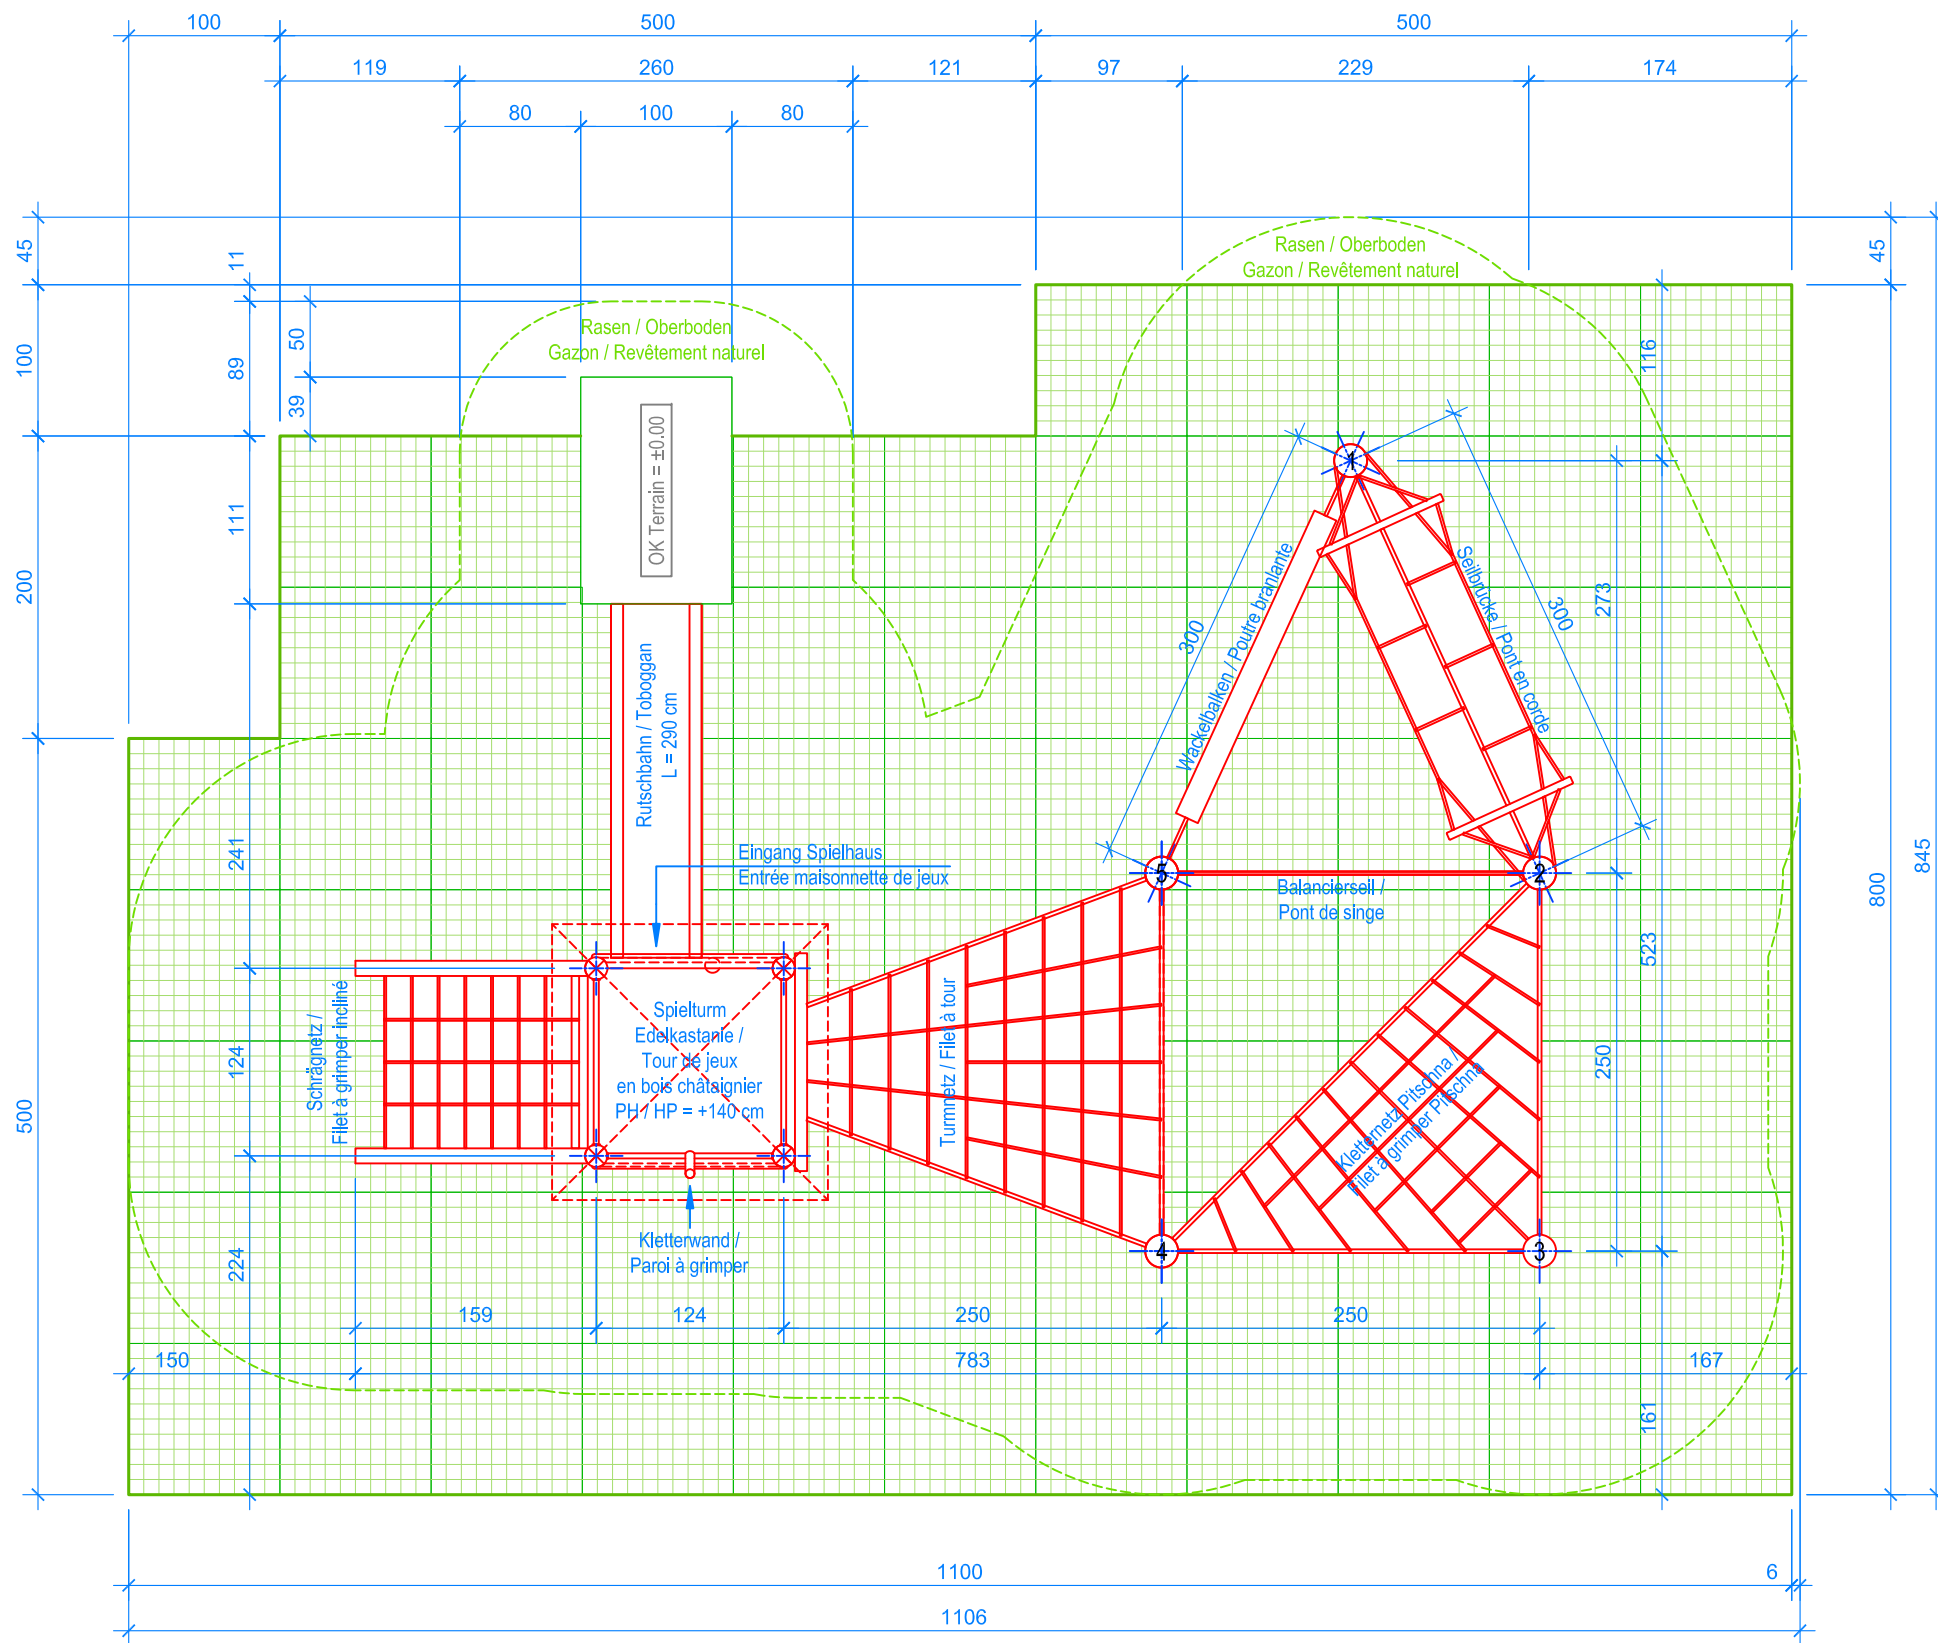 100
500
500
119
260
121
97
229
174
80
100
80
45
11
100
50
89
39
111
200
241
124
224
500
Rasen / Oberboden
Gazon / Revêtement naturel
Rasen / Oberboden
Gazon / Revêtement naturel
OK Terrain = ±0.00
Rutschbahn / Toboggan
L = 290 cm
Eingang Spielhaus
Entrée maisonnette de jeux
Schrägnetz /
Filet à grimper incliné
Spielturm
Edelkastanie /
Tour de jeux
en bois châtaignier
PH / HP = +140 cm
Kletterwand /
Paroi à grimper
Turmnetz / Filet à tour
Wackelbalken / Poutre branlante
300
Seilbrücke / Pont en corde
300
Balancierseil /
Pont de singe
Kletternetz Pitschna /
Filet à grimper Pitschna
1
2
3
4
5
116
273
523
250
161
45
800
845
159
124
250
250
150
783
167
1100
6
1106